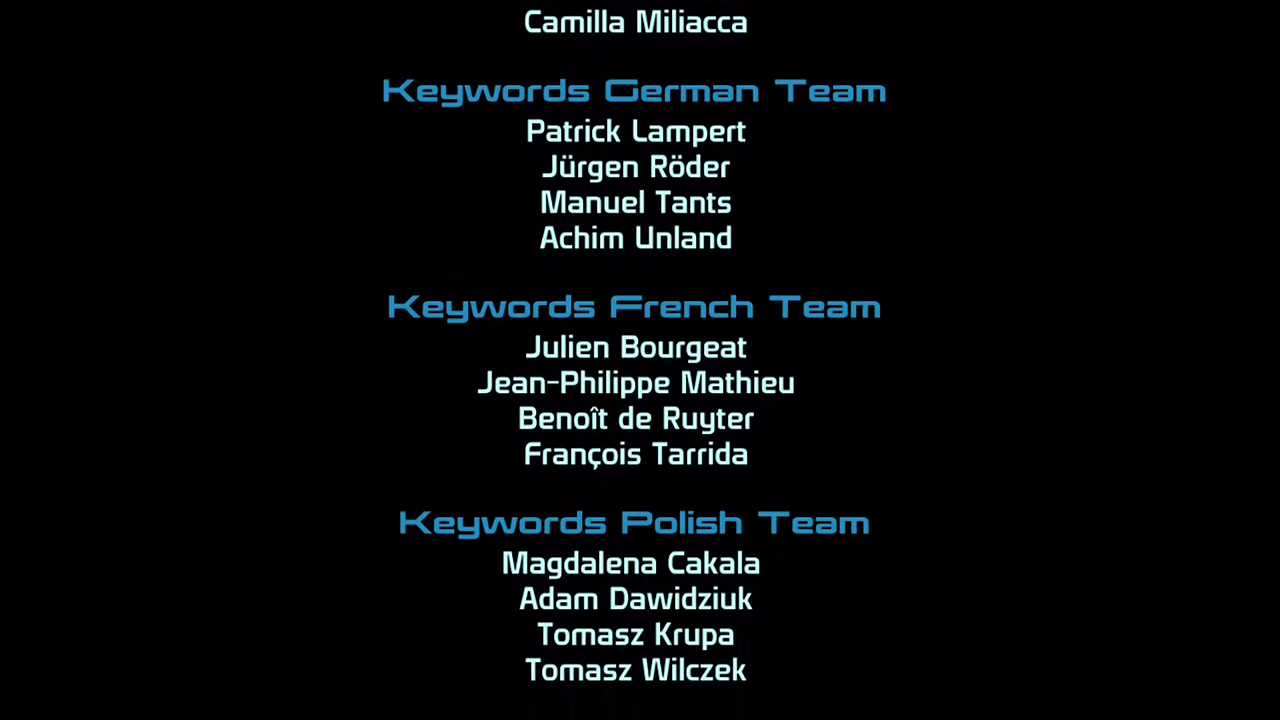 Camilla Miliacca
Keywords German Team
Patrick Lampert
Jürgen Röder
Manuel Tants
Achim Unland
Keywords French Team
Julien Bourgeat
Jean-Philippe Mathieu
Benoît de Ruyter
François Tarrida
Keywords Polish Team
Magdalena Cakala
Adam Dawidziuk
Tomasz Krupa
Tomasz Wilczek